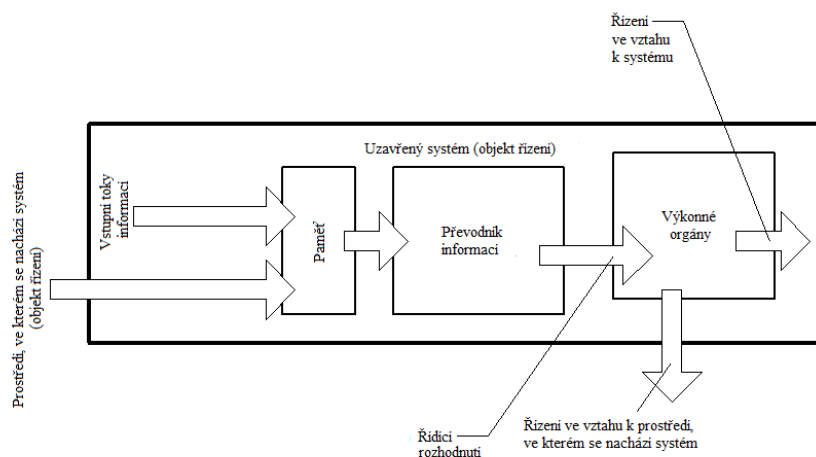 Řízení
ve vztahu
k systému
Uzavřený systém (objekt řízení)
Vstupní toky
informací
Paměť
Převodník
informací
Výkonné
orgány
Prostředí, ve kterém se nachází systém
(objekt řízení)
Řídicí
rozhodnutí
Řízení ve vztahu k prostředí,
ve kterém se nachází systém